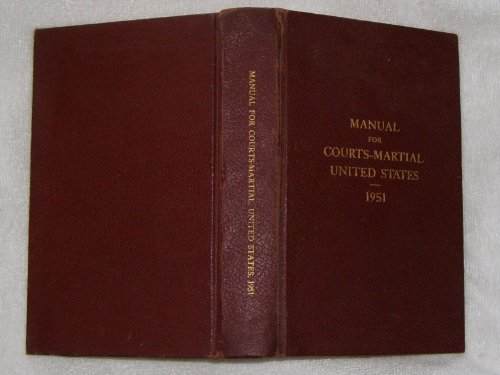 MANUAL FOR COURTS-MARTIAL, UNITED STATES, 1951
MANUAL
FOR
COURTS-MARTIAL
UNITED STATES
1951